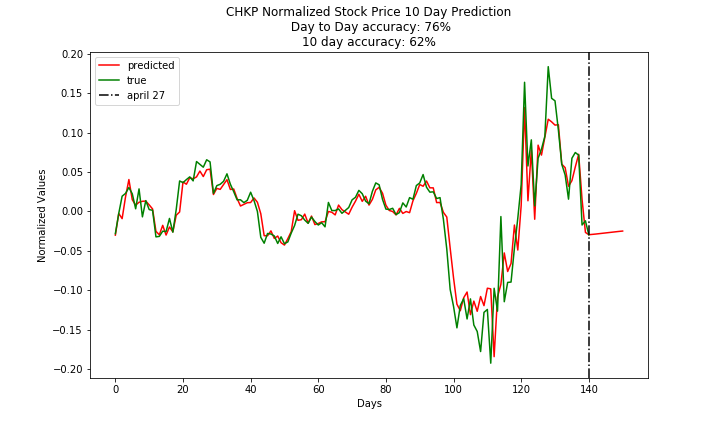 CHKP Normalized Stock Price 10 Day Prediction
Day to Day accuracy: 76%
10 day accuracy: 62%
predicted
true
april 27
Normalized Values
0.20
0.15
0.10
0.05
0.00
−0.05
−0.10
−0.15
−0.20
0 20 40 60 80 100 120 140
Days